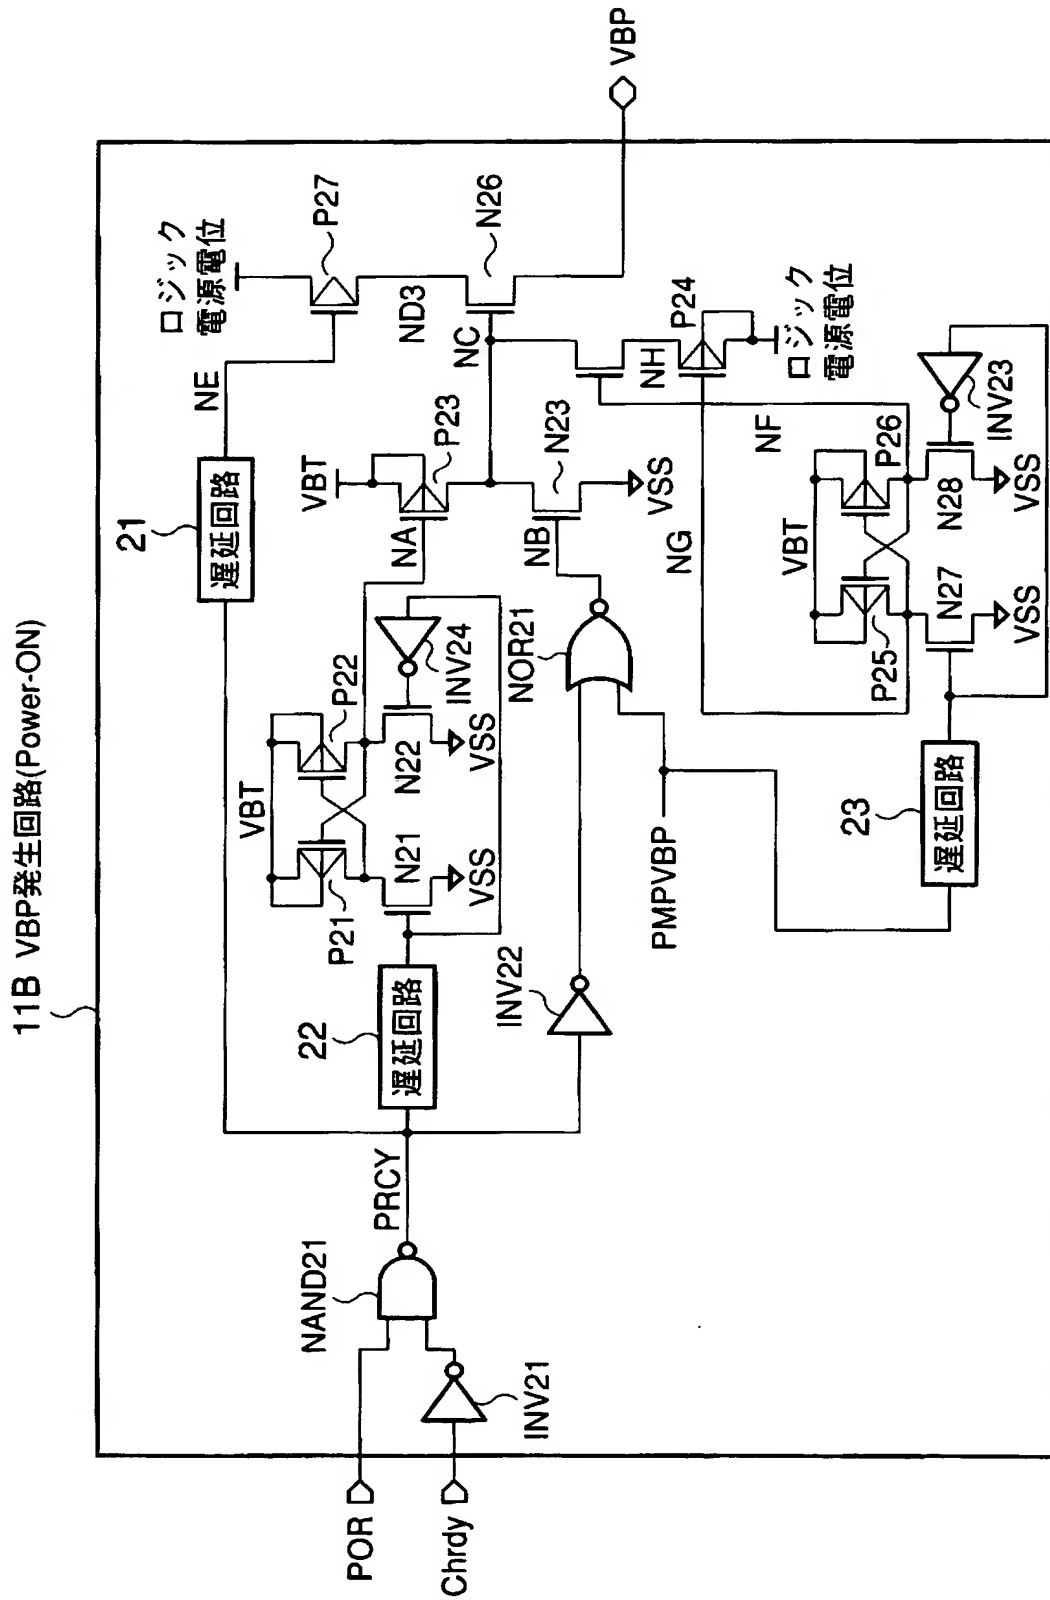 11B VBP発生回路(Power-ON)
POR
Chrdy
INV21
NAND21
PRCY
21
遅延回路
NE
ロジック
電源電位
P27
ND3
N26
VBP
22
遅延回路
VBT
P21
P22
N21
N22
VSS
VSS
INV24
NA
VBT
P23
NC
NB
N23
VSS
INV22
NOR21
PMPVBP
NH
P24
ロジック
電源電位
NG
NF
23
遅延回路
VBT
P25
P26
N27
N28
VSS
VSS
INV23